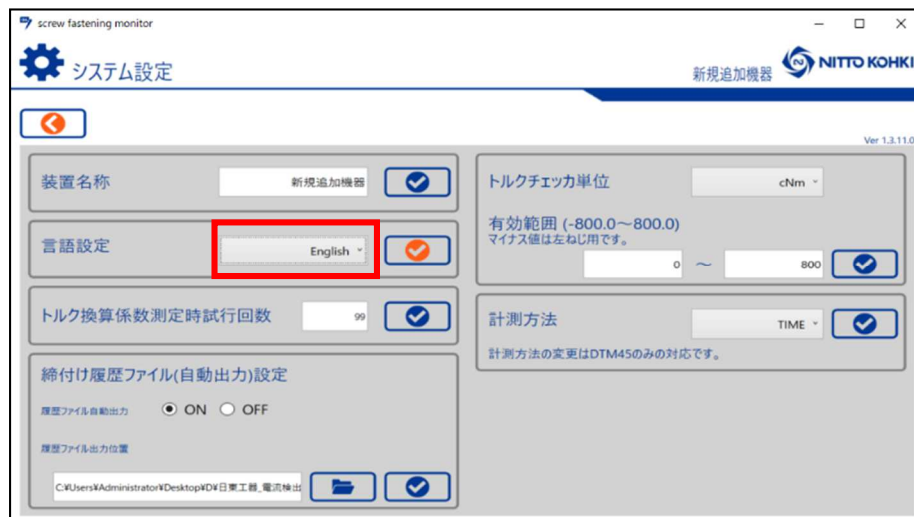 screw fastening monitor
システム設定
新規追加機器 NITTO KOHKI
Ver 1.3.11.0
装置名称
新規追加機器
言語設定
English
トルク換算係数測定時試行回数
99
締付け履歴ファイル(自動出力)設定
履歴ファイル自動出力 ON OFF
履歴ファイル出力位置
C:¥Users¥Administrator¥Desktop¥D¥日東工器_電流検出
トルクチェッカ単位
cNm
有効範囲 (-800.0～800.0)
マイナス値は左ねじ用です。
0 ～ 800
計測方法
TIME
計測方法の変更はDTM45のみの対応です。